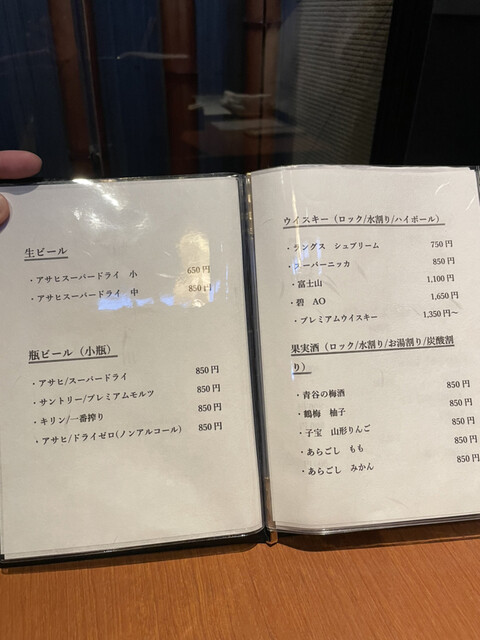 生ビール
・アサヒスーパードライ 小 650円
・アサヒスーパードライ 中 850円
瓶ビール（小瓶）
・アサヒ/スーパードライ 850円
・サントリー/プレミアムモルツ 850円
・キリン/一番搾り 850円
・アサヒ/ドライゼロ(ノンアルコール) 850円
ウイスキー（ロック/水割り/ハイボール）
・ラングス シュプリーム 750円
・スーパーニッカ 850円
・富士山 1,100円
・碧 AO 1,650円
・プレミアムウイスキー 1,350円～
果実酒（ロック/水割り/お湯割り/炭酸割
り）
・青谷の梅酒 850円
・鶴梅 柚子 850円
・子宝 山形りんご 850円
・あらごし もも 850円
・あらごし みかん 850円